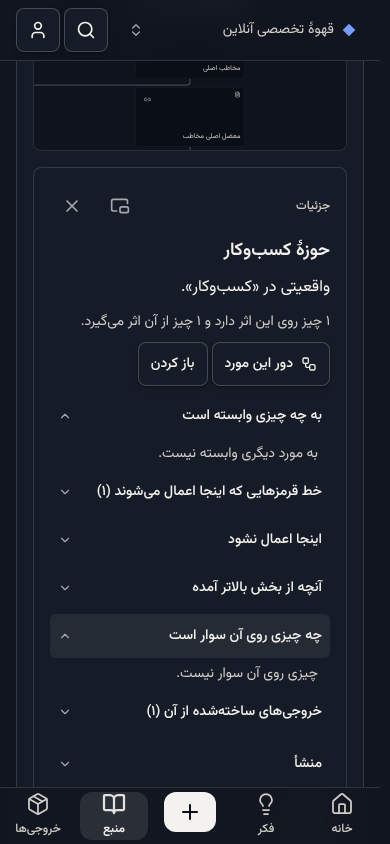 قهوهٔ تخصصی آنلاین
مخاطب اصلی
معضل اصلی مخاطب
جزئیات
حوزهٔ کسب‌وکار
واقعیتی در «کسب‌وکار».
۱ چیز روی این اثر دارد و ۱ چیز از آن اثر می‌گیرد.
دور این مورد
باز کردن
به چه چیزی وابسته است
به مورد دیگری وابسته نیست.
خط قرمزهایی که اینجا اعمال می‌شوند (۱)
اینجا اعمال نشود
آنچه از بخش بالاتر آمده
چه چیزی روی آن سوار است
چیزی روی آن سوار نیست.
خروجی‌های ساخته‌شده از آن (۱)
منشأ
خانه
فکر
منبع
خروجی‌ها